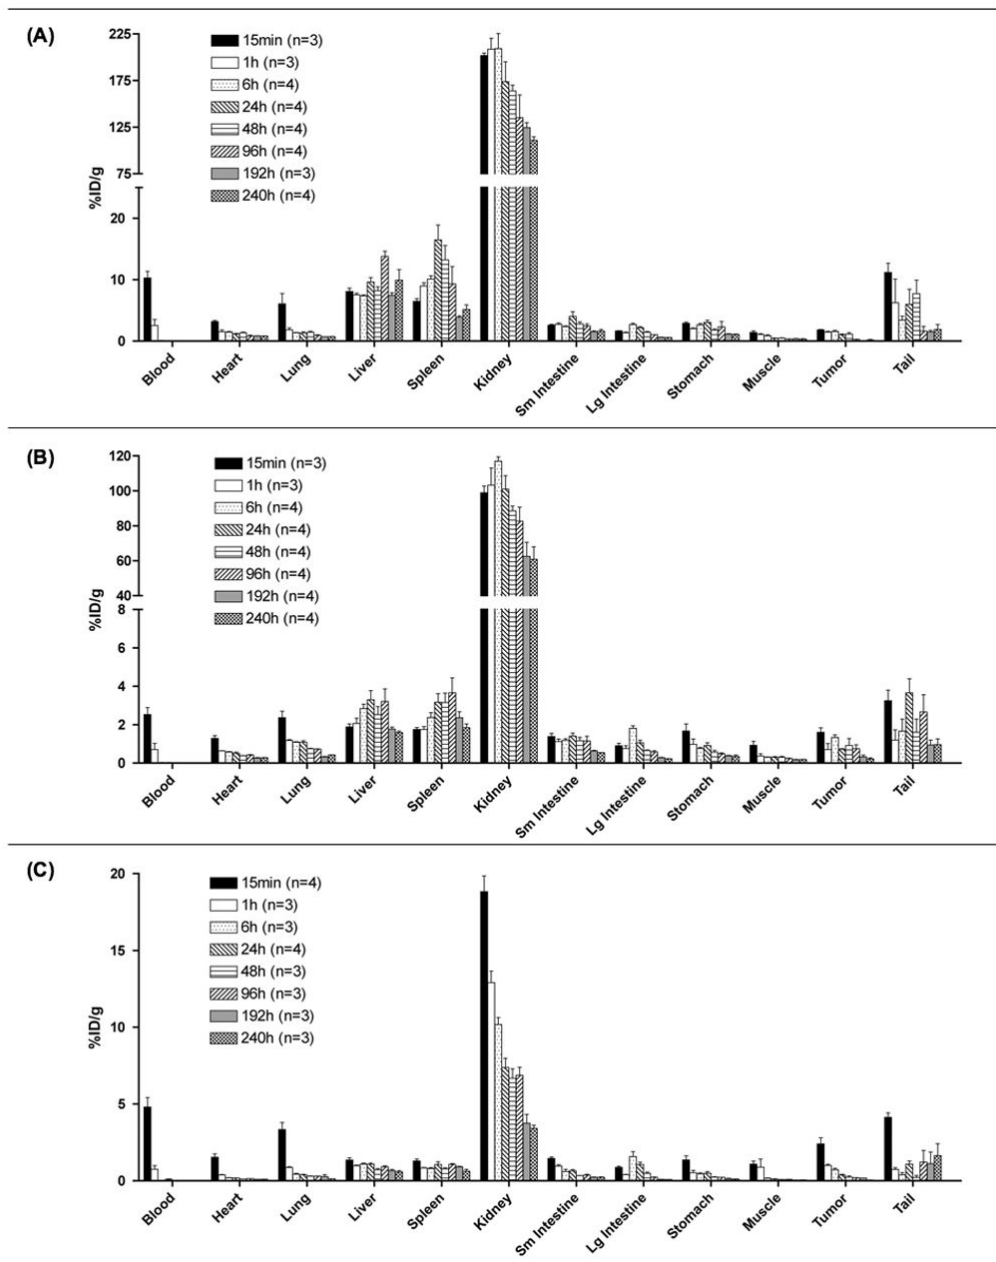 (A)
225
175
125
75
20
10
0
%ID/g
15min (n=3)
1h (n=3)
6h (n=4)
24h (n=4)
48h (n=4)
96h (n=4)
192h (n=3)
240h (n=4)
Blood
Heart
Lung
Liver
Spleen
Kidney
Sm Intestine
Lg Intestine
Stomach
Muscle
Tumor
Tail
(B)
120
100
80
60
40
8
6
4
2
0
%ID/g
15min (n=3)
1h (n=3)
6h (n=4)
24h (n=4)
48h (n=4)
96h (n=4)
192h (n=4)
240h (n=4)
Blood
Heart
Lung
Liver
Spleen
Kidney
Sm Intestine
Lg Intestine
Stomach
Muscle
Tumor
Tail
(C)
20
15
10
5
0
%ID/g
15min (n=4)
1h (n=3)
6h (n=3)
24h (n=4)
48h (n=3)
96h (n=3)
192h (n=3)
240h (n=3)
Blood
Heart
Lung
Liver
Spleen
Kidney
Sm Intestine
Lg Intestine
Stomach
Muscle
Tumor
Tail